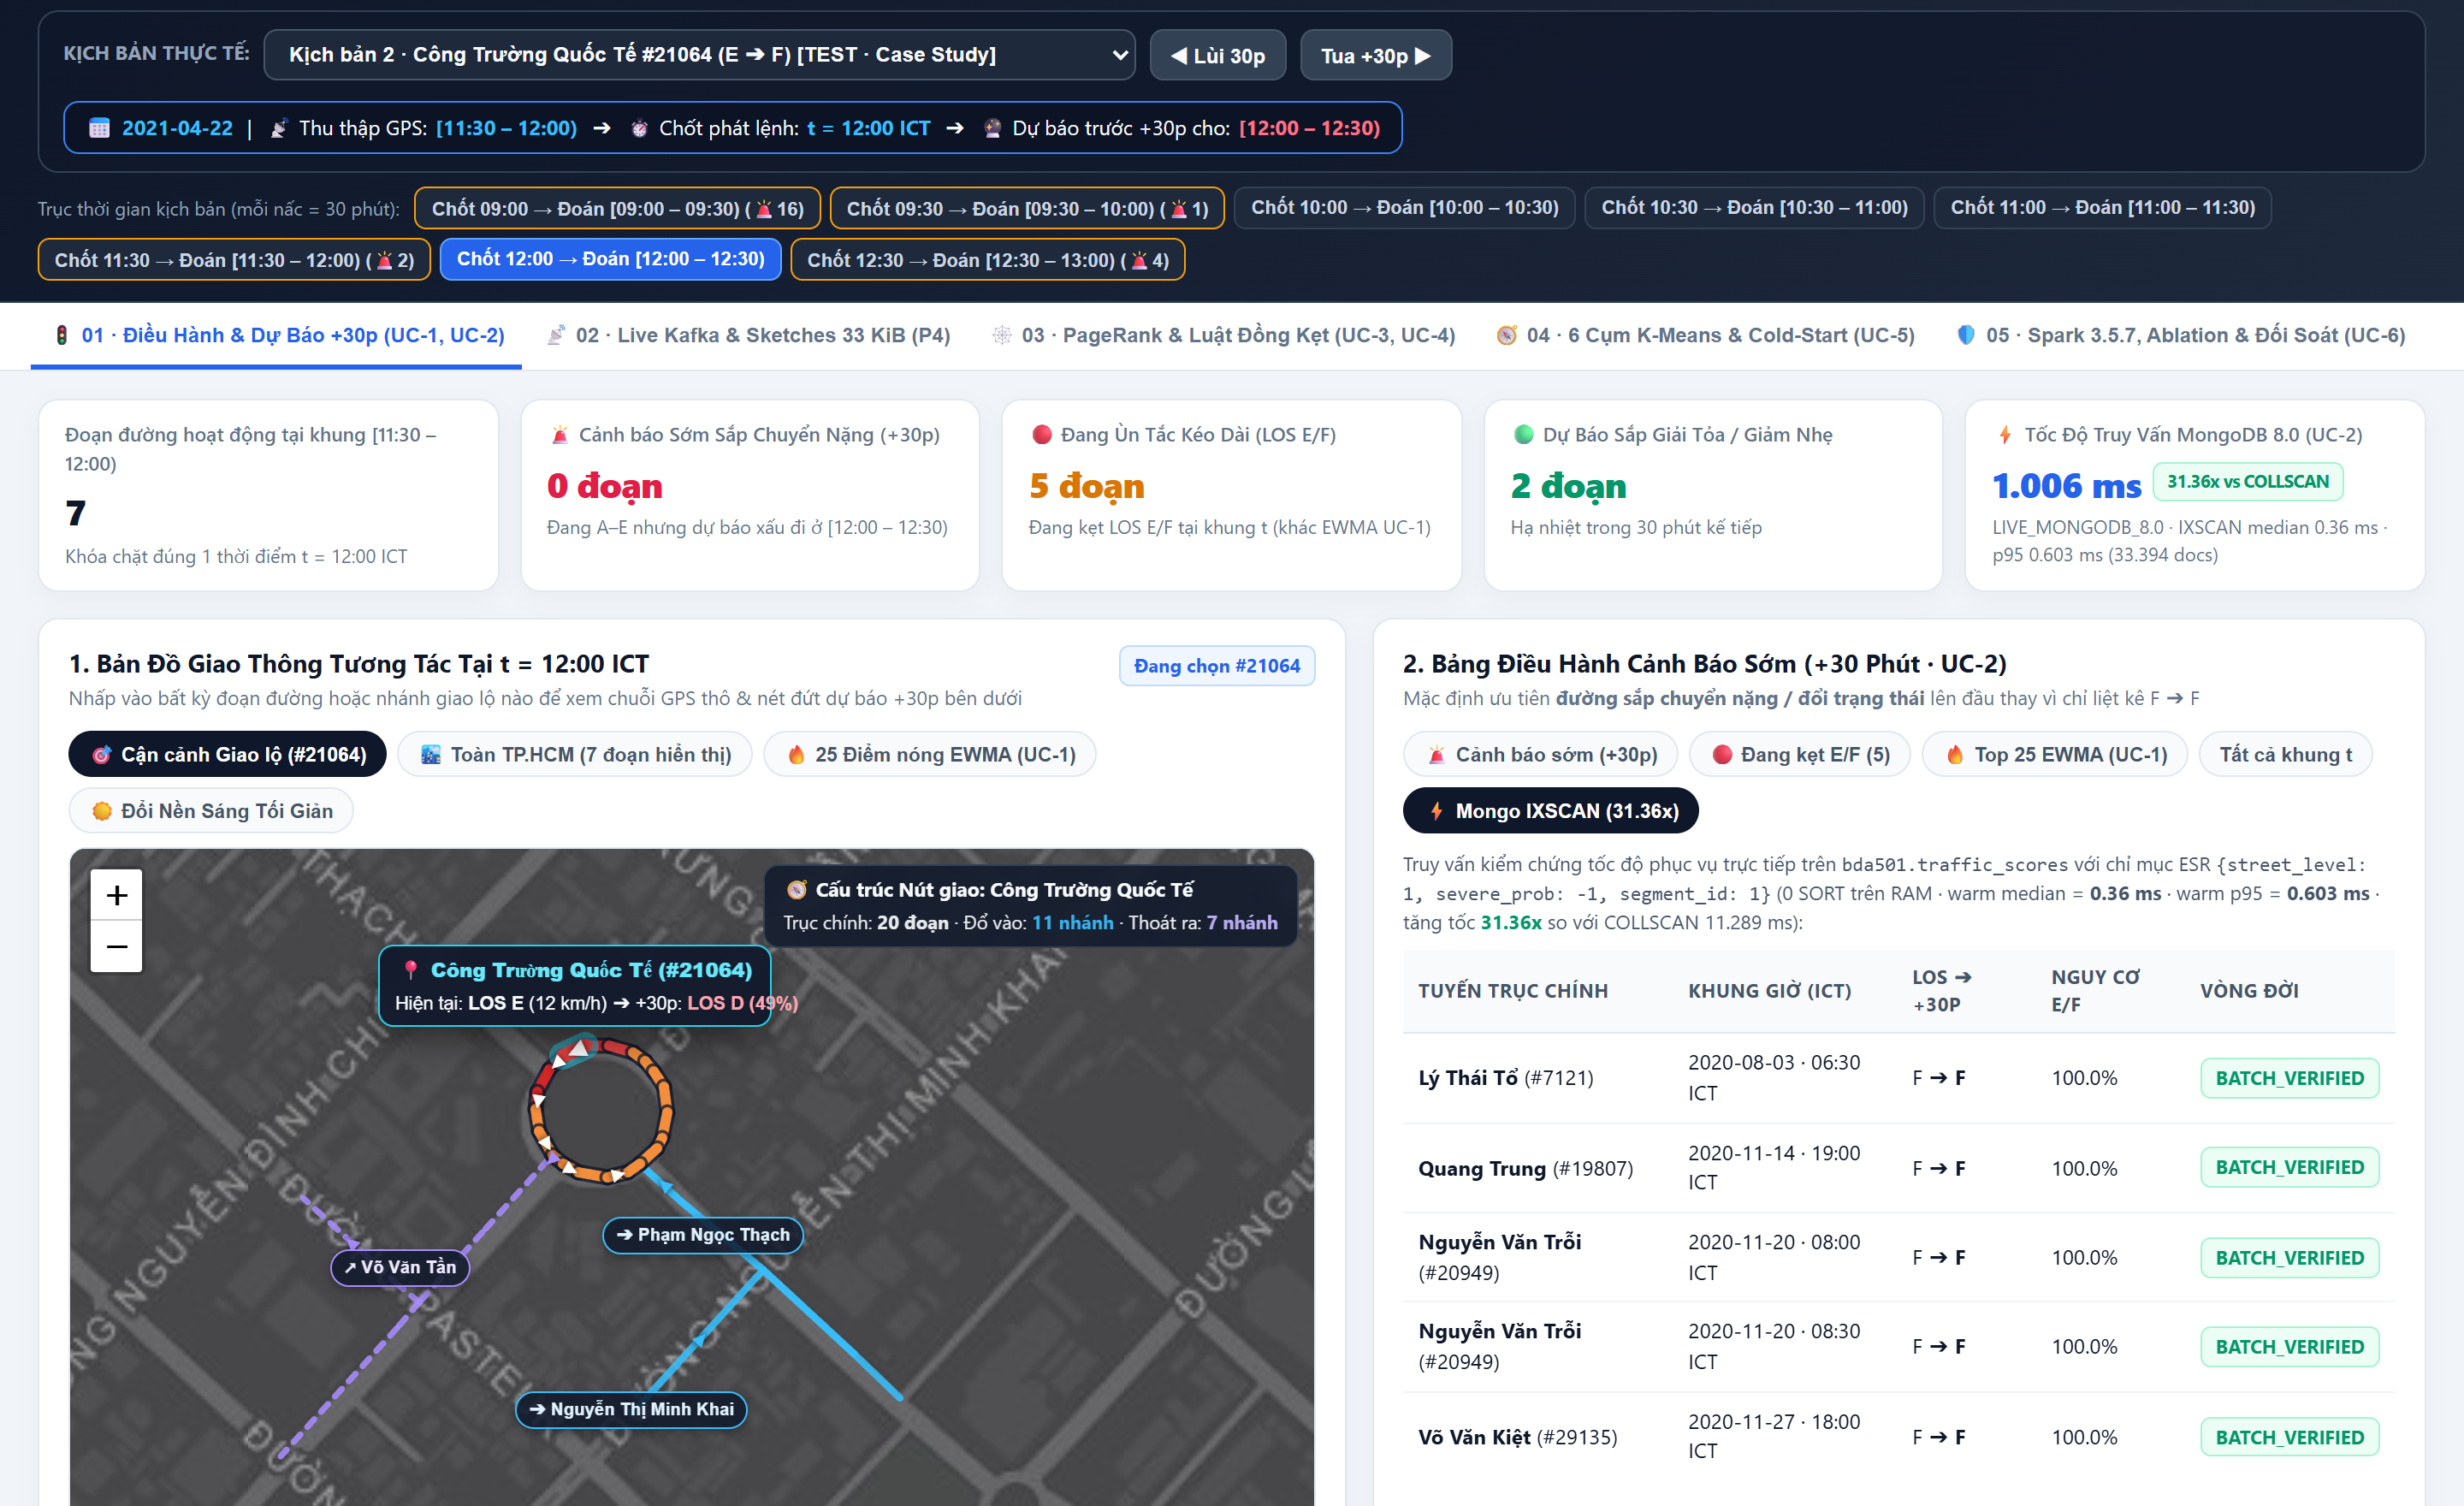 KỊCH BẢN THỰC TẾ:
Kịch bản 2 · Công Trường Quốc Tế #21064 (E ➔ F) [TEST · Case Study]
◀ Lùi 30p
Tua +30p ▶
2021-04-22 | Thu thập GPS: [11:30 – 12:00) ➔ Chốt phát lệnh: t = 12:00 ICT ➔ Dự báo trước +30p cho: [12:00 – 12:30)
Trục thời gian kịch bản (mỗi nấc = 30 phút):
Chốt 09:00 → Đoán [09:00 – 09:30) (🚨16)
Chốt 09:30 → Đoán [09:30 – 10:00) (🚨1)
Chốt 10:00 → Đoán [10:00 – 10:30)
Chốt 10:30 → Đoán [10:30 – 11:00)
Chốt 11:00 → Đoán [11:00 – 11:30)
Chốt 11:30 → Đoán [11:30 – 12:00) (🚨2)
Chốt 12:00 → Đoán [12:00 – 12:30)
Chốt 12:30 → Đoán [12:30 – 13:00) (🚨4)
01 · Điều Hành & Dự Báo +30p (UC-1, UC-2)
02 · Live Kafka & Sketches 33 KiB (P4)
03 · PageRank & Luật Đồng Kẹt (UC-3, UC-4)
04 · 6 Cụm K-Means & Cold-Start (UC-5)
05 · Spark 3.5.7, Ablation & Đối Soát (UC-6)
Đoạn đường hoạt động tại khung [11:30 –
12:00)
7
Khóa chặt đúng 1 thời điểm t = 12:00 ICT
Cảnh báo Sớm Sắp Chuyển Nặng (+30p)
0 đoạn
Đang A–E nhưng dự báo xấu đi ở [12:00 – 12:30)
Đang Ùn Tắc Kéo Dài (LOS E/F)
5 đoạn
Đang kẹt LOS E/F tại khung t (khác EWMA UC-1)
Dự Báo Sắp Giải Tỏa / Giảm Nhẹ
2 đoạn
Hạ nhiệt trong 30 phút kế tiếp
Tốc Độ Truy Vấn MongoDB 8.0 (UC-2)
1.006 ms
31.36x vs COLLSCAN
LIVE_MONGODB_8.0 · IXSCAN median 0.36 ms ·
p95 0.603 ms (33.394 docs)
1. Bản Đồ Giao Thông Tương Tác Tại t = 12:00 ICT
Đang chọn #21064
Nhấp vào bất kỳ đoạn đường hoặc nhánh giao lộ nào để xem chuỗi GPS thô & nét đứt dự báo +30p bên dưới
Cận cảnh Giao lộ (#21064)
Toàn TP.HCM (7 đoạn hiển thị)
25 Điểm nóng EWMA (UC-1)
Đổi Nền Sáng Tối Giản
+
−
Cấu trúc Nút giao: Công Trường Quốc Tế
Trục chính: 20 đoạn · Đổ vào: 11 nhánh · Thoát ra: 7 nhánh
Công Trường Quốc Tế (#21064)
Hiện tại: LOS E (12 km/h) ➔ +30p: LOS D (49%)
➔ Phạm Ngọc Thạch
↗ Võ Văn Tần
➔ Nguyễn Thị Minh Khai
2. Bảng Điều Hành Cảnh Báo Sớm (+30 Phút · UC-2)
Mặc định ưu tiên đường sắp chuyển nặng / đổi trạng thái lên đầu thay vì chỉ liệt kê F ➔ F
Cảnh báo sớm (+30p)
Đang kẹt E/F (5)
Top 25 EWMA (UC-1)
Tất cả khung t
Mongo IXSCAN (31.36x)
Truy vấn kiểm chứng tốc độ phục vụ trực tiếp trên bda501.traffic_scores với chỉ mục ESR {street_level:
1, severe_prob: -1, segment_id: 1} (0 SORT trên RAM · warm median = 0.36 ms · warm p95 = 0.603 ms ·
tăng tốc 31.36x so với COLLSCAN 11.289 ms):
TUYẾN TRỤC CHÍNH
KHUNG GIỜ (ICT)
LOS ➔
+30P
NGUY CƠ
E/F
VÒNG ĐỜI
Lý Thái Tổ (#7121)
2020-08-03 · 06:30
ICT
F ➔ F
100.0%
BATCH_VERIFIED
Quang Trung (#19807)
2020-11-14 · 19:00
ICT
F ➔ F
100.0%
BATCH_VERIFIED
Nguyễn Văn Trỗi
(#20949)
2020-11-20 · 08:00
ICT
F ➔ F
100.0%
BATCH_VERIFIED
Nguyễn Văn Trỗi
(#20949)
2020-11-20 · 08:30
ICT
F ➔ F
100.0%
BATCH_VERIFIED
Võ Văn Kiệt (#29135)
2020-11-27 · 18:00
ICT
F ➔ F
100.0%
BATCH_VERIFIED